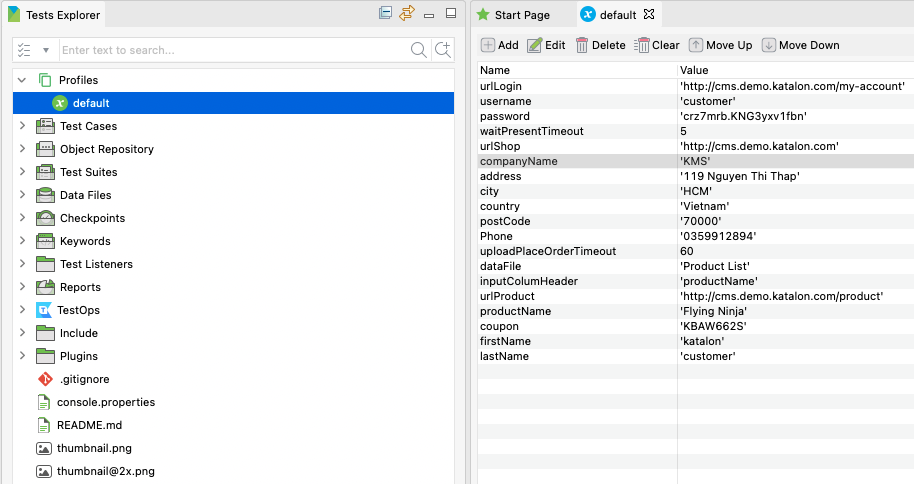 Tests Explorer
Enter text to search...
Profiles
default
Test Cases
Object Repository
Test Suites
Data Files
Checkpoints
Keywords
Test Listeners
Reports
TestOps
Include
Plugins
.gitignore
console.properties
README.md
thumbnail.png
thumbnail@2x.png
Start Page default
Add Edit Delete Clear Move Up Move Down
Name Value
urlLogin 'http://cms.demo.katalon.com/my-account'
username 'customer'
password 'crz7mrb.KNG3yxv1fbn'
waitPresentTimeout 5
urlShop 'http://cms.demo.katalon.com'
companyName 'KMS'
address '119 Nguyen Thi Thap'
city 'HCM'
country 'Vietnam'
postCode '70000'
Phone '0359912894'
uploadPlaceOrderTimeout 60
dataFile 'Product List'
inputColumHeader 'productName'
urlProduct 'http://cms.demo.katalon.com/product'
productName 'Flying Ninja'
coupon 'KBAW662S'
firstName 'katalon'
lastName 'customer'